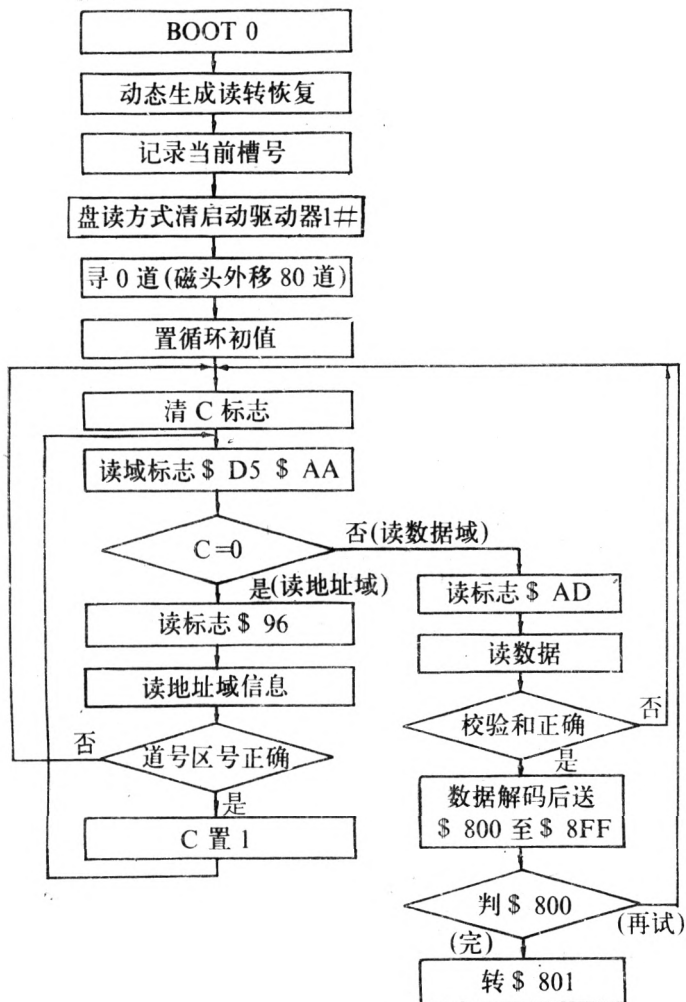 BOOT 0
动态生成读转恢复
记录当前槽号
盘读方式清启动驱动器1#
寻 0 道(磁头外移 80 道)
置循环初值
清 C 标志
读域标志 $ D5 $ AA
C=0
否(读数据域)
是(读地址域)
读标志 $ 96
读地址域信息
否
道号区号正确
是
C 置 1
读标志 $ AD
读数据
校验和正确
否
是
数据解码后送
$ 800 至 $ 8FF
判 $ 800
(再试)
(完)
转 $ 801